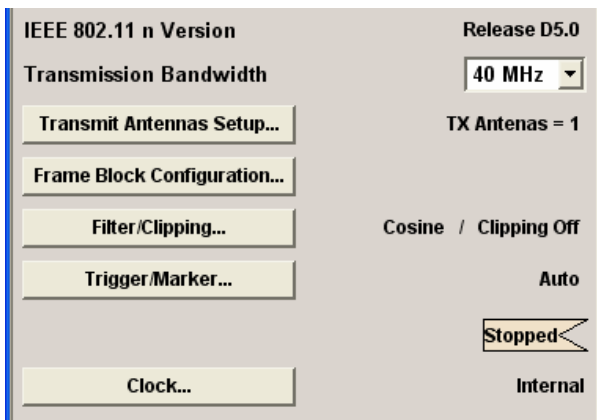 IEEE 802.11 n Version Release D5.0
Transmission Bandwidth 40 MHz
Transmit Antennas Setup... TX Antenas = 1
Frame Block Configuration...
Filter/Clipping... Cosine / Clipping Off
Trigger/Marker... Auto
Stopped
Clock... Internal